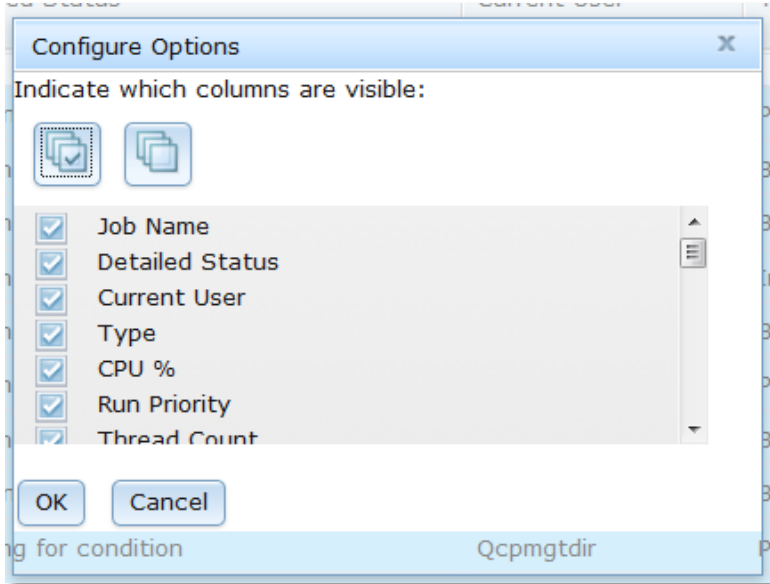 Configure Options
x
Indicate which columns are visible:
Job Name
Detailed Status
Current User
Type
CPU %
Run Priority
Thread Count
OK
Cancel
for condition
Qcpmgtdir